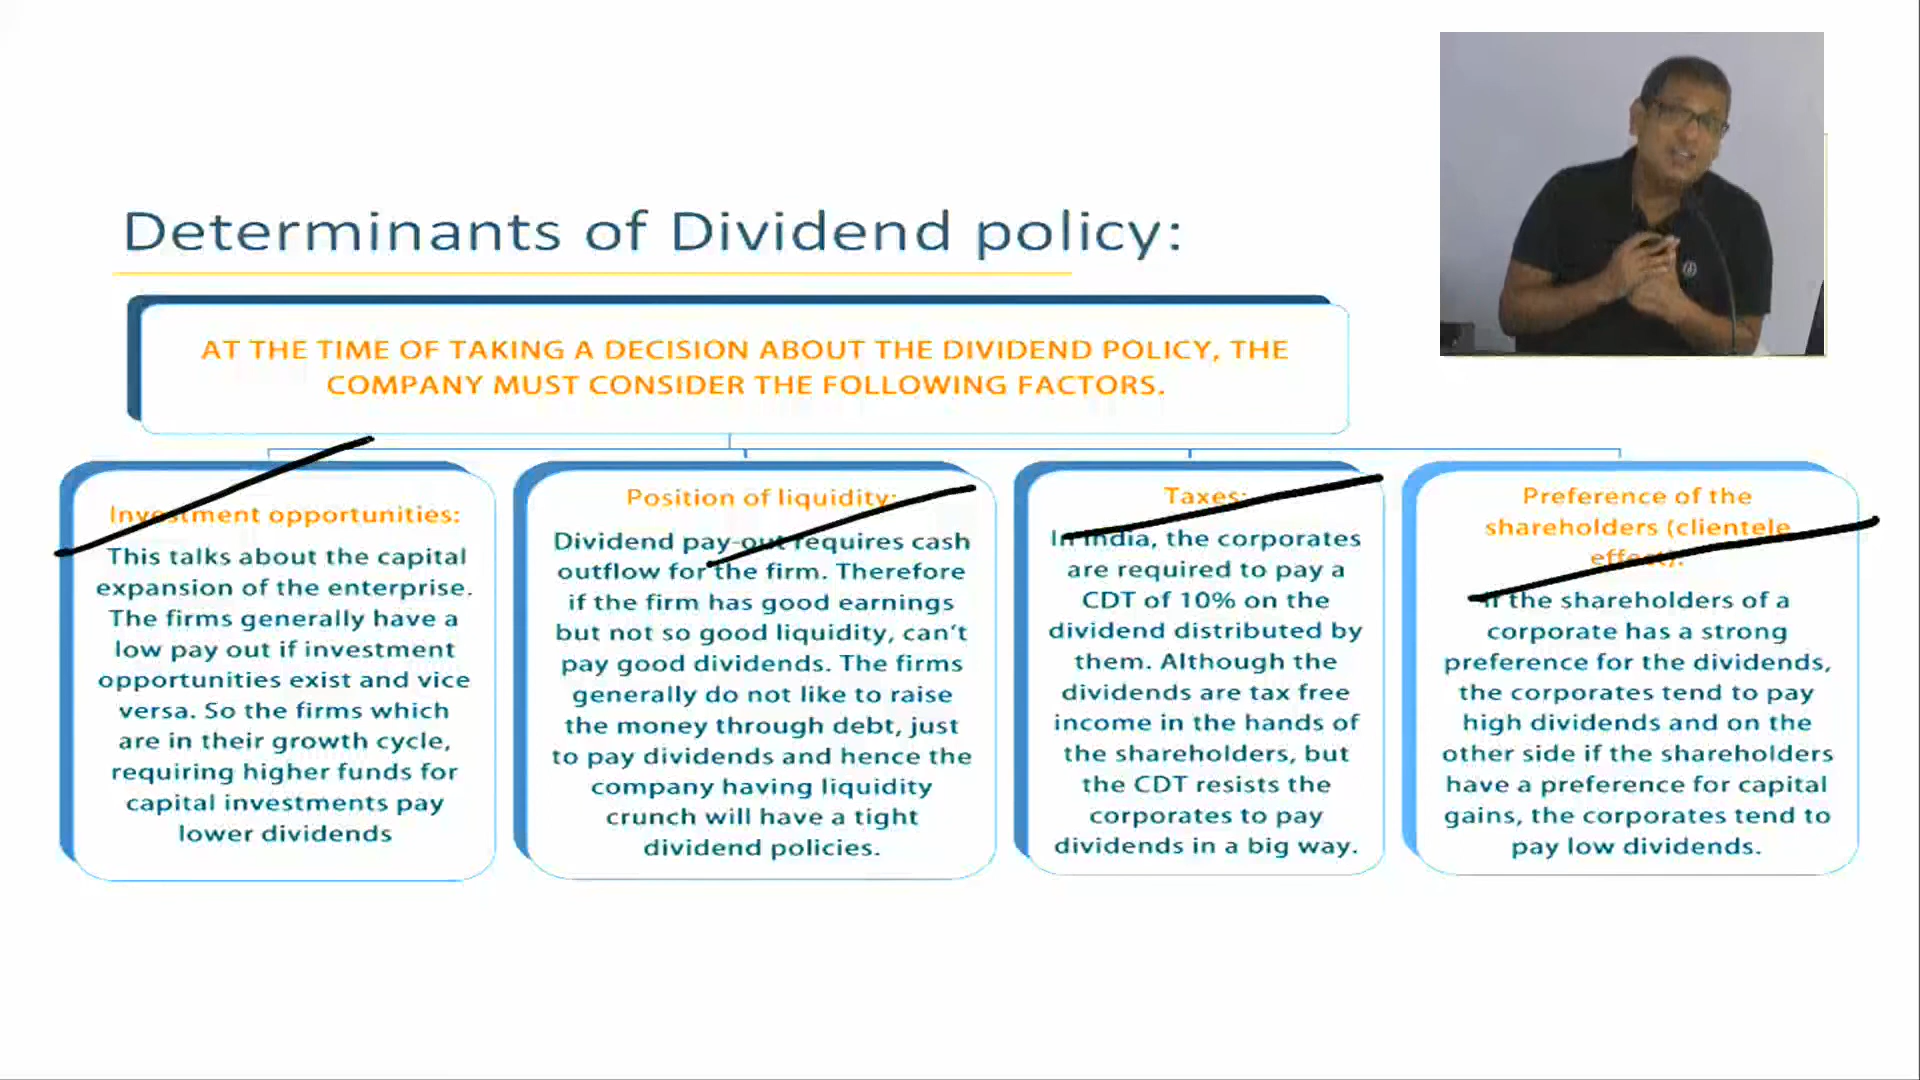 Determinants of Dividend policy:
AT THE TIME OF TAKING A DECISION ABOUT THE DIVIDEND POLICY, THE
COMPANY MUST CONSIDER THE FOLLOWING FACTORS.
Investment opportunities:
This talks about the capital
expansion of the enterprise.
The firms generally have a
low pay out if investment
opportunities exist and vice
versa. So the firms which
are in their growth cycle,
requiring higher funds for
capital investments pay
lower dividends
Position of liquidity:
Dividend pay-out requires cash
outflow for the firm. Therefore
if the firm has good earnings
but not so good liquidity, can't
pay good dividends. The firms
generally do not like to raise
the money through debt, just
to pay dividends and hence the
company having liquidity
crunch will have a tight
dividend policies.
Taxes:
In India, the corporates
are required to pay a
CDT of 10% on the
dividend distributed by
them. Although the
dividends are tax free
income in the hands of
the shareholders, but
the CDT resists the
corporates to pay
dividends in a big way.
Preference of the
shareholders (clientele
effect):
If the shareholders of a
corporate has a strong
preference for the dividends,
the corporates tend to pay
high dividends and on the
other side if the shareholders
have a preference for capital
gains, the corporates tend to
pay low dividends.